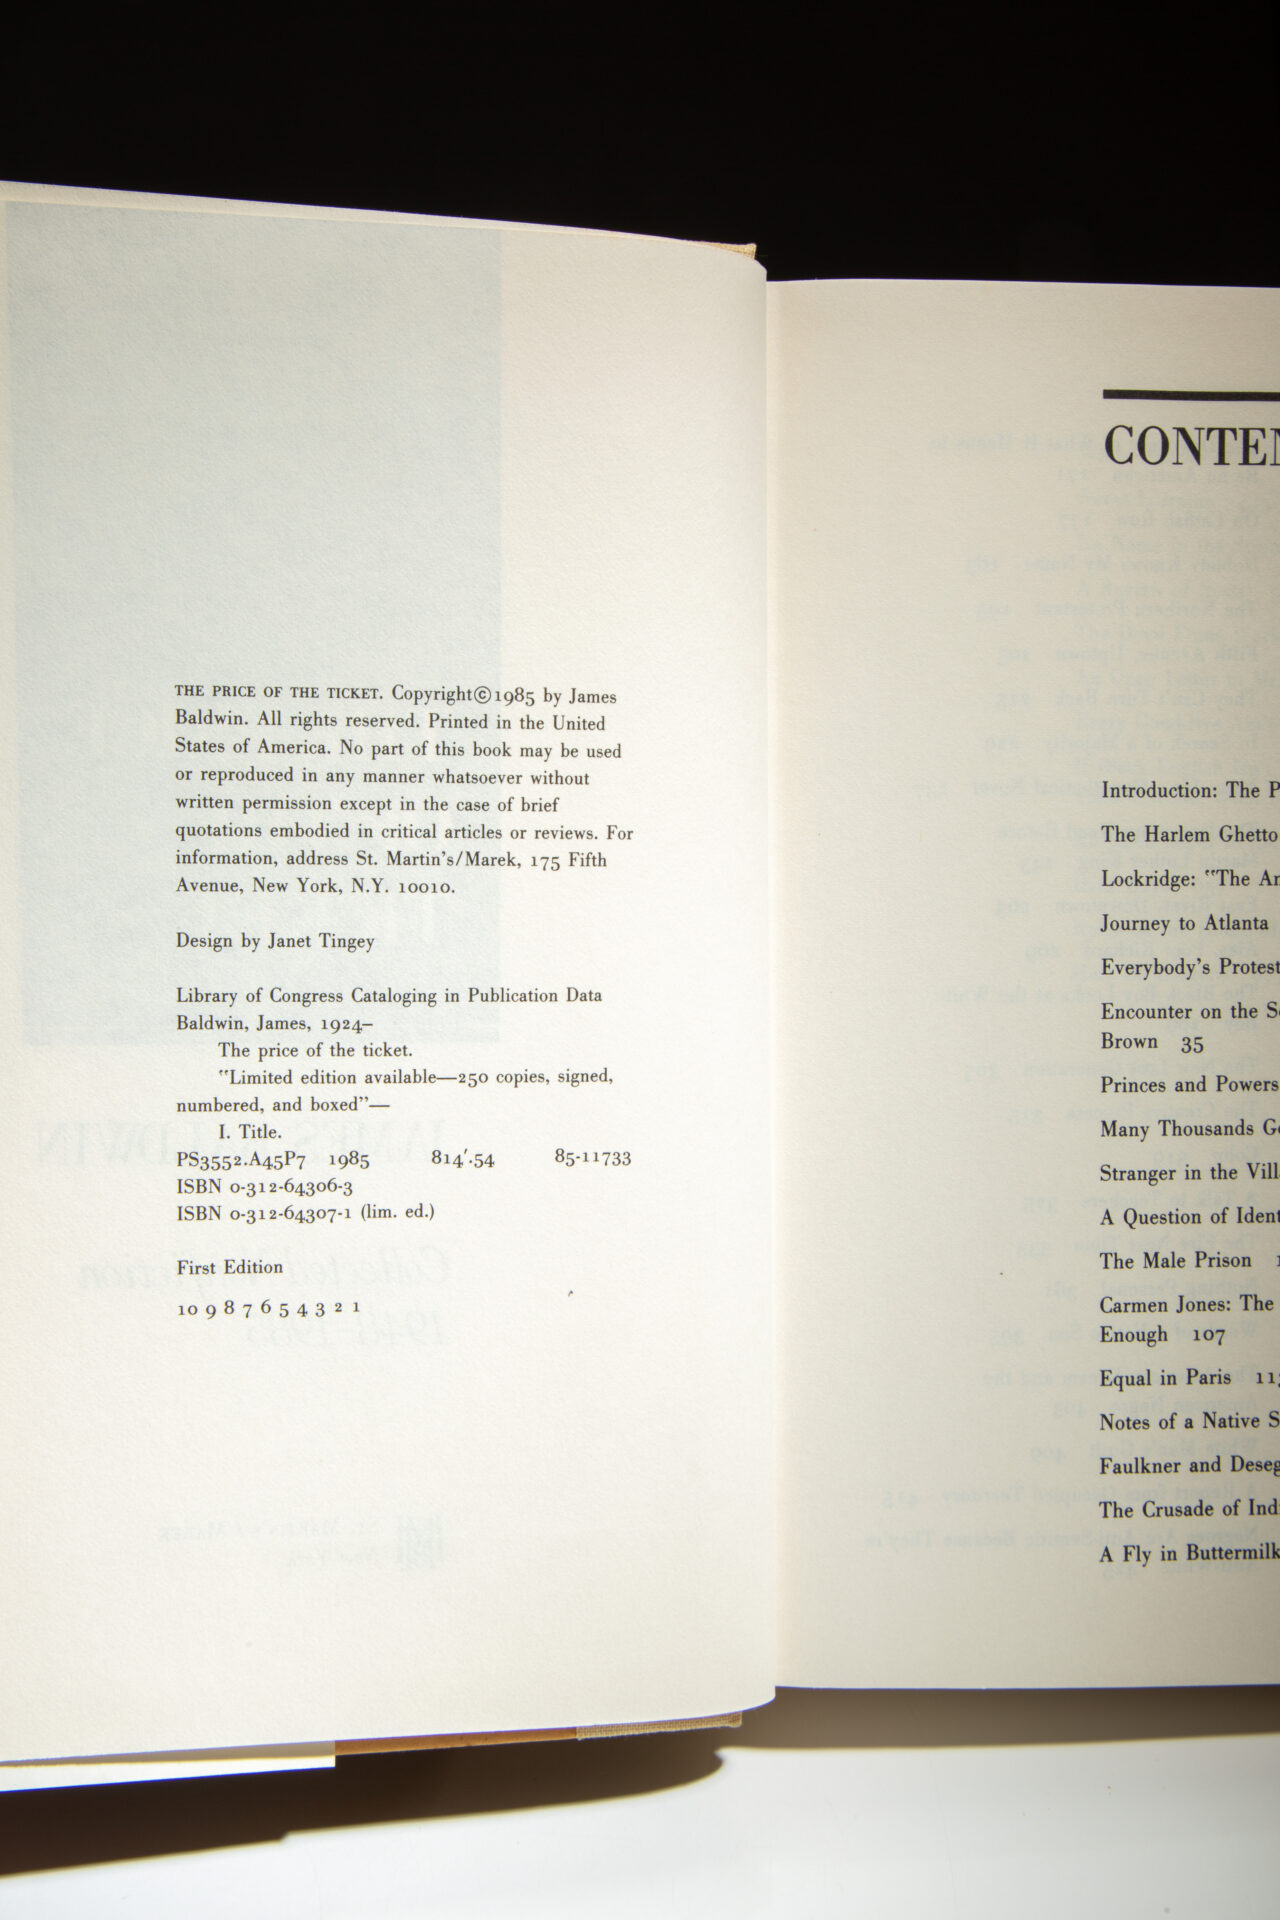 THE PRICE OF THE TICKET. Copyright©1985 by James
Baldwin. All rights reserved. Printed in the United
States of America. No part of this book may be used
or reproduced in any manner whatsoever without
written permission except in the case of brief
quotations embodied in critical articles or reviews. For
information, address St. Martin's/Marek, 175 Fifth
Avenue, New York, N.Y. 10010.
Design by Janet Tingey
Library of Congress Cataloging in Publication Data
Baldwin, James, 1924–
The price of the ticket.
"Limited edition available—250 copies, signed,
numbered, and boxed"—
I. Title.
PS3552.A45P7 1985 814'.54 85-11733
ISBN 0-312-64306-3
ISBN 0-312-64307-1 (lim. ed.)
First Edition
10 9 8 7 6 5 4 3 2 1
CONTEN
Introduction: The P
The Harlem Ghetto
Lockridge: "The Am
Journey to Atlanta
Everybody's Protest
Encounter on the Se
Brown 35
Princes and Powers
Many Thousands Go
Stranger in the Villa
A Question of Ident
The Male Prison 1
Carmen Jones: The
Enough 107
Equal in Paris 11
Notes of a Native S
Faulkner and Deseg
The Crusade of Indi
A Fly in Buttermilk